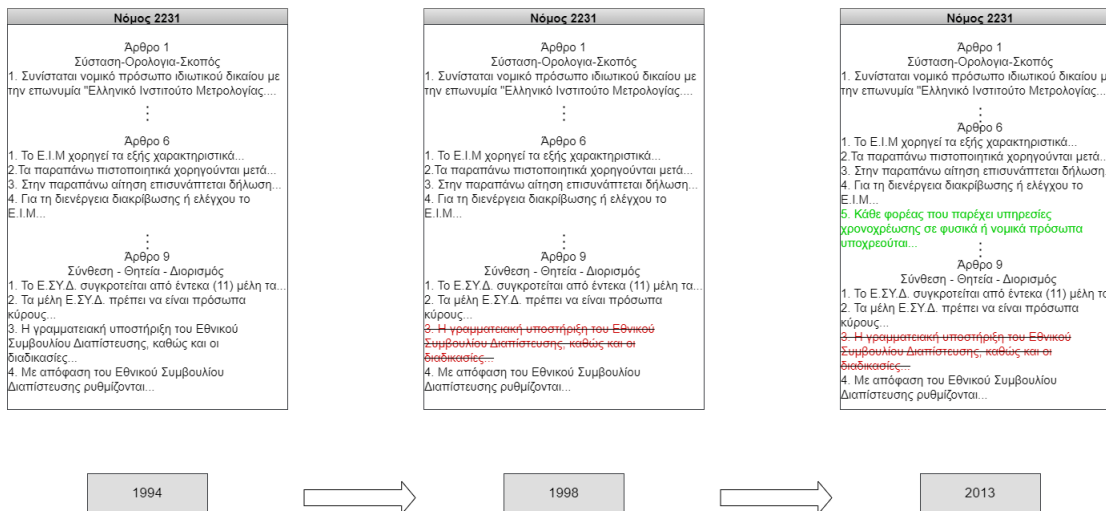 Νόμος 2231
Άρθρο 1
Σύσταση-Ορολογια-Σκοπός
1. Συνίσταται νομικό πρόσωπο ιδιωτικού δικαίου με
την επωνυμία "Ελληνικό Ινστιτούτο Μετρολογίας....
Άρθρο 6
1. Το Ε.Ι.Μ χορηγεί τα εξής χαρακτηριστικά...
2.Τα παραπάνω πιστοποιητικά χορηγούνται μετά...
3. Στην παραπάνω αίτηση επισυνάπτεται δήλωση...
4. Για τη διενέργεια διακρίβωσης ή ελέγχου το
Ε.Ι.Μ...
Άρθρο 9
Σύνθεση - Θητεία - Διορισμός
1. Το Ε.ΣΥ.Δ. συγκροτείται από έντεκα (11) μέλη τα...
2. Τα μέλη Ε.ΣΥ.Δ. πρέπει να είναι πρόσωπα
κύρους...
3. Η γραμματειακή υποστήριξη του Εθνικού
Συμβουλίου Διαπίστευσης, καθώς και οι
διαδικασίες...
4. Με απόφαση του Εθνικού Συμβουλίου
Διαπίστευσης ρυθμίζονται...
1994
Νόμος 2231
Άρθρο 1
Σύσταση-Ορολογια-Σκοπός
1. Συνίσταται νομικό πρόσωπο ιδιωτικού δικαίου με
την επωνυμία "Ελληνικό Ινστιτούτο Μετρολογίας....
Άρθρο 6
1. Το Ε.Ι.Μ χορηγεί τα εξής χαρακτηριστικά...
2.Τα παραπάνω πιστοποιητικά χορηγούνται μετά...
3. Στην παραπάνω αίτηση επισυνάπτεται δήλωση...
4. Για τη διενέργεια διακρίβωσης ή ελέγχου το
Ε.Ι.Μ...
Άρθρο 9
Σύνθεση - Θητεία - Διορισμός
1. Το Ε.ΣΥ.Δ. συγκροτείται από έντεκα (11) μέλη τα...
2. Τα μέλη Ε.ΣΥ.Δ. πρέπει να είναι πρόσωπα
κύρους...
3. Η γραμματειακή υποστήριξη του Εθνικού
Συμβουλίου Διαπίστευσης, καθώς και οι
διαδικασίες...
4. Με απόφαση του Εθνικού Συμβουλίου
Διαπίστευσης ρυθμίζονται...
1998
Νόμος 2231
Άρθρο 1
Σύσταση-Ορολογια-Σκοπός
1. Συνίσταται νομικό πρόσωπο ιδιωτικού δικαίου
την επωνυμία "Ελληνικό Ινστιτούτο Μετρολογίας...
Άρθρο 6
1. Το Ε.Ι.Μ χορηγεί τα εξής χαρακτηριστικά...
2.Τα παραπάνω πιστοποιητικά χορηγούνται μετά..
3. Στην παραπάνω αίτηση επισυνάπτεται δήλωση.
4. Για τη διενέργεια διακρίβωσης ή ελέγχου το
Ε.Ι.Μ...
5. Κάθε φορέας που παρέχει υπηρεσίες
χρονοχρέωσης σε φυσικά ή νομικά πρόσωπα
υποχρεούται...
Άρθρο 9
Σύνθεση - Θητεία - Διορισμός
1. Το Ε.ΣΥ.Δ. συγκροτείται από έντεκα (11) μέλη
2. Τα μέλη Ε.ΣΥ.Δ. πρέπει να είναι πρόσωπα
κύρους...
3. Η γραμματειακή υποστήριξη του Εθνικού
Συμβουλίου Διαπίστευσης, καθώς και οι
διαδικασίες...
4. Με απόφαση του Εθνικού Συμβουλίου
Διαπίστευσης ρυθμίζονται...
2013